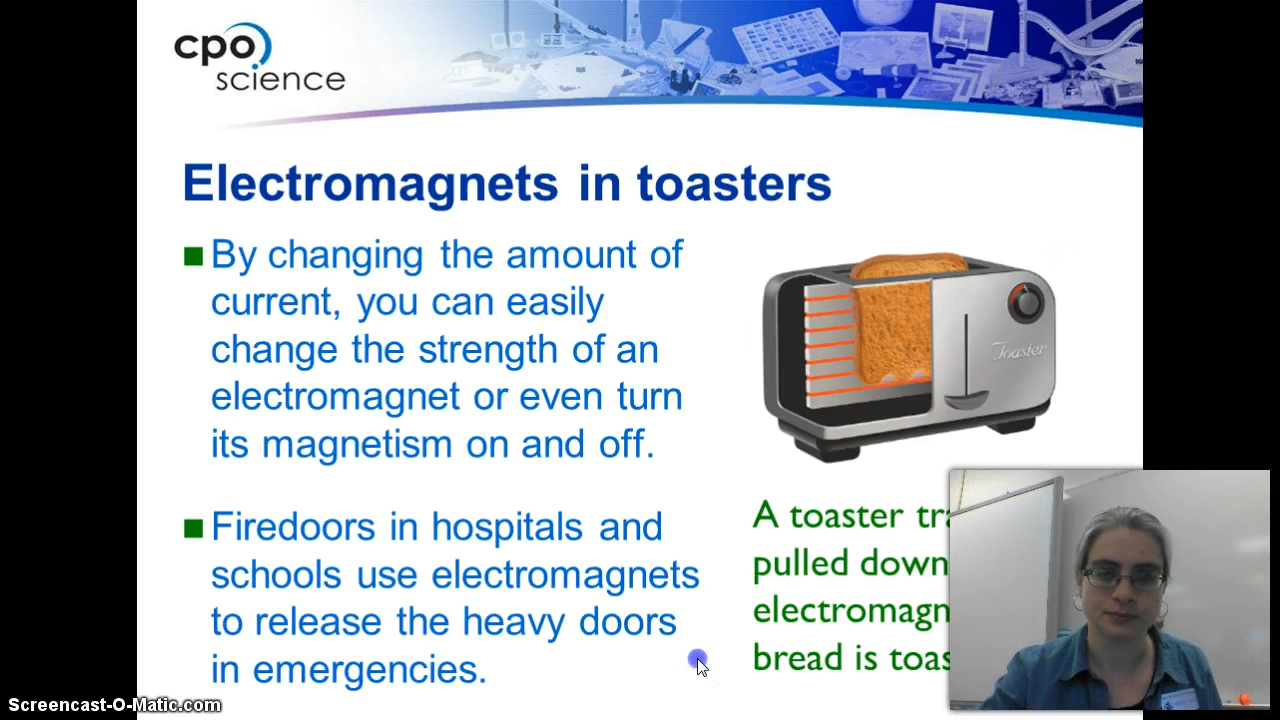 cpo
science
Electromagnets in toasters
By changing the amount of
current, you can easily
change the strength of an
electromagnet or even turn
its magnetism on and off.
Firedoors in hospitals and
schools use electromagnets
to release the heavy doors
in emergencies.
Toaster
A toaster
pulled down
bread is
Screencast-O-Matic.com